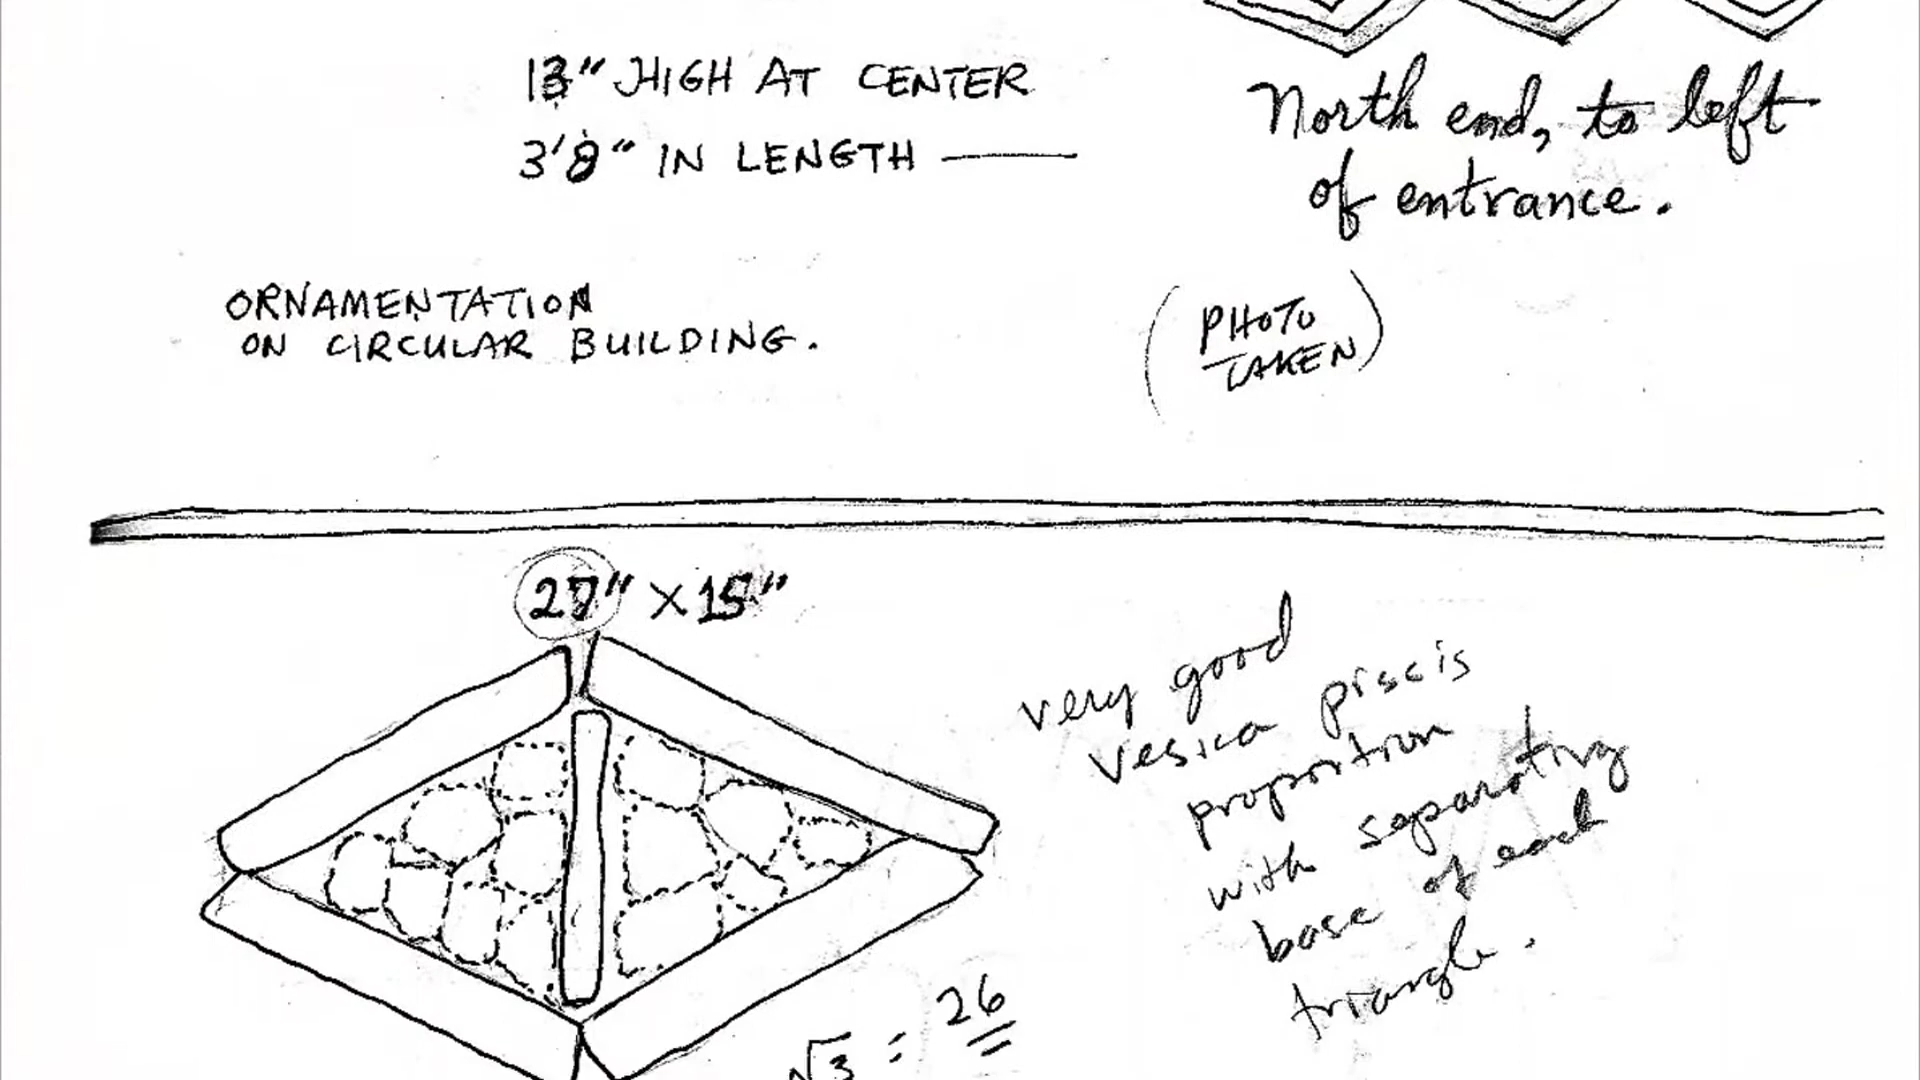 13" HIGH AT CENTER
3'8" IN LENGTH
North end, to left
of entrance.
ORNAMENTATION
ON CIRCULAR BUILDING.
(PHOTO
TAKEN)
27" × 15"
very good
vesica piscis
proportion
with separating
base of each
triangle.
√3 = 26